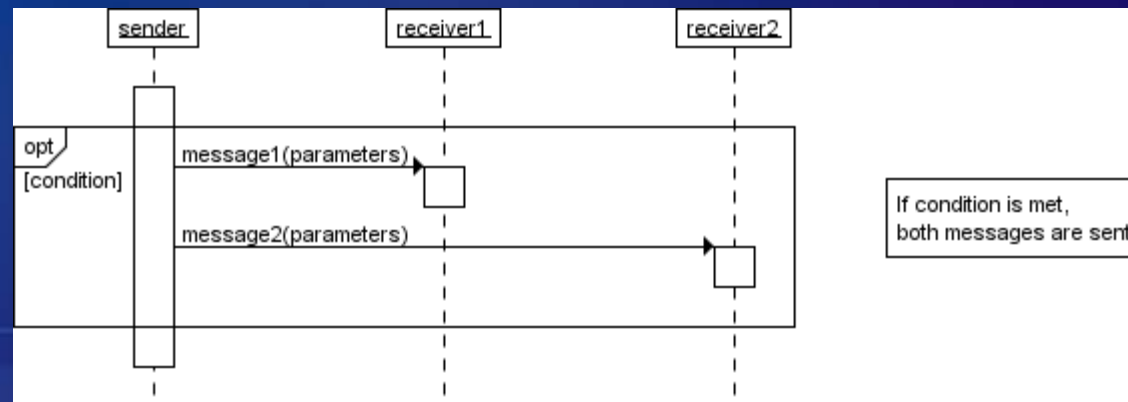 sender
receiver1
receiver2
opt
message1(parameters)
[condition]
message2(parameters)
If condition is met,
both messages are sent